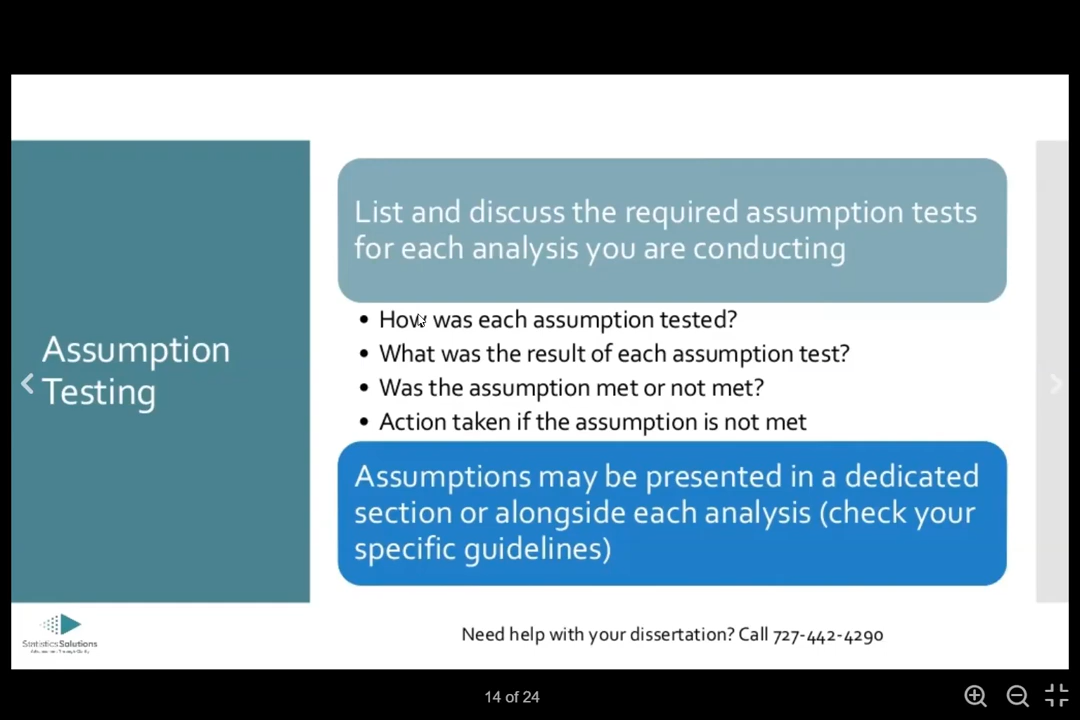 List and discuss the required assumption tests
for each analysis you are conducting
• How was each assumption tested?
• What was the result of each assumption test?
• Was the assumption met or not met?
• Action taken if the assumption is not met
Assumption
Testing
Assumptions may be presented in a dedicated
section or alongside each analysis (check your
specific guidelines)
StatisticsSolutions
Need help with your dissertation? Call 727-442-4290
14 of 24